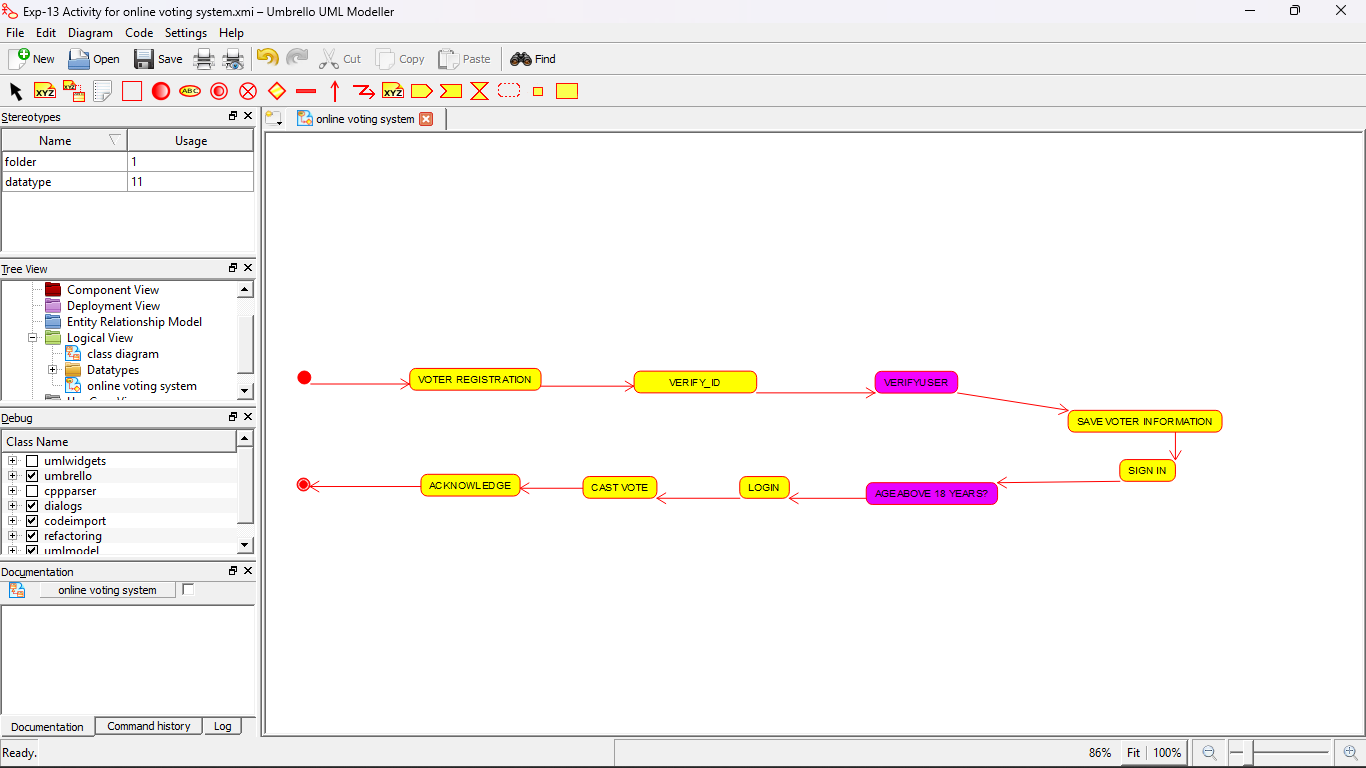 Exp-13 Activity for online voting system.xmi – Umbrello UML Modeller
File Edit Diagram Code Settings Help
New Open Save Cut Copy Paste Find
XYZ XYZ ABC XYZ
Stereotypes
online voting system
Name Usage
folder 1
datatype 11
Tree View
Component View
Deployment View
Entity Relationship Model
Logical View
class diagram
Datatypes
online voting system
VOTER REGISTRATION
VERIFY_ID
VERIFYUSER
SAVE VOTER INFORMATION
SIGN IN
AGEABOVE 18 YEARS?
LOGIN
CAST VOTE
ACKNOWLEDGE
Debug
Class Name
umlwidgets
umbrello
cppparser
dialogs
codeimport
refactoring
umlmodel
Documentation
online voting system
Documentation Command history Log
Ready.
86% Fit 100%